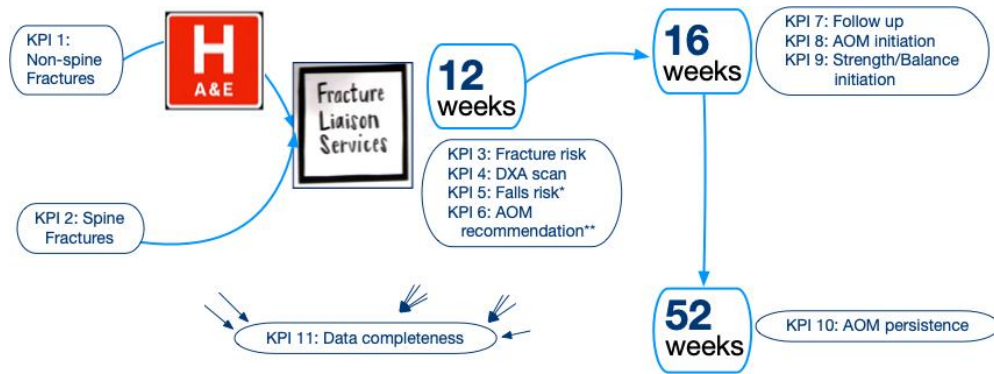 KPI 1:
Non-spine
Fractures
H
A&E
Fracture
Liaison
Services
KPI 2: Spine
Fractures
12
weeks
KPI 3: Fracture risk
KPI 4: DXA scan
KPI 5: Falls risk*
KPI 6: AOM
recommendation**
16
weeks
KPI 7: Follow up
KPI 8: AOM initiation
KPI 9: Strength/Balance
initiation
52
weeks
KPI 10: AOM persistence
KPI 11: Data completeness